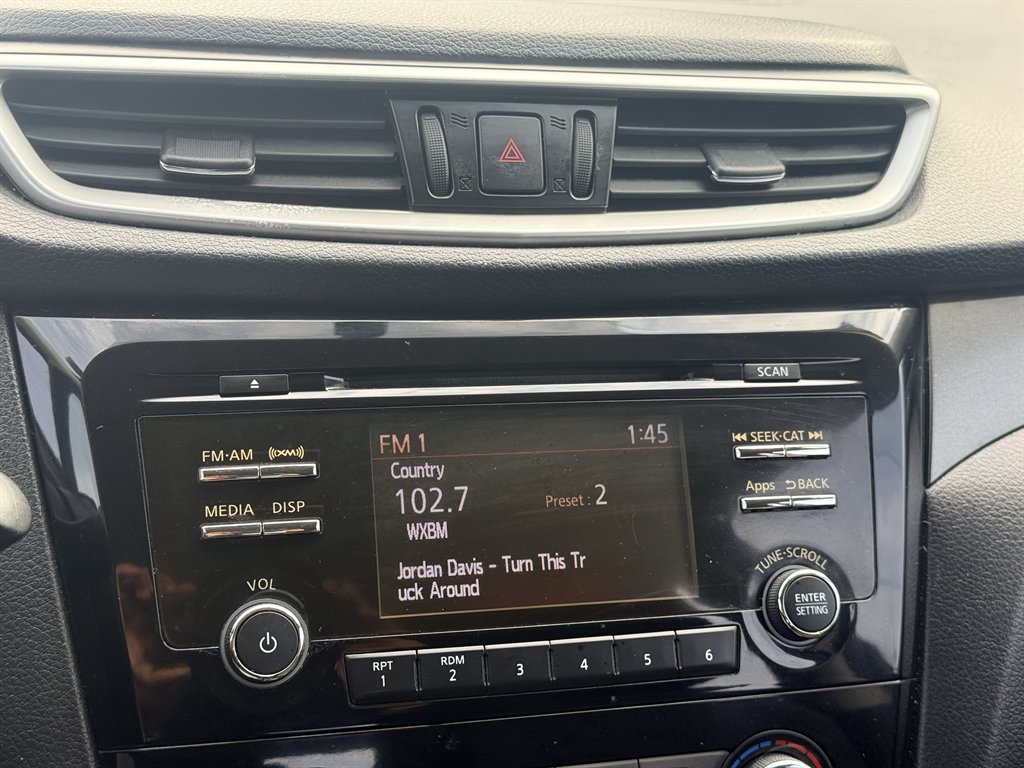 SCAN
FM·AM
((XM))
SEEK·CAT
FM 1
1:45
Country
102.7
Preset : 2
WXBM
Jordan Davis - Turn This Tr
uck Around
MEDIA
DISP
Apps
BACK
VOL
TUNE·SCROLL
ENTER
SETTING
RPT
1
RDM
2
3
4
5
6